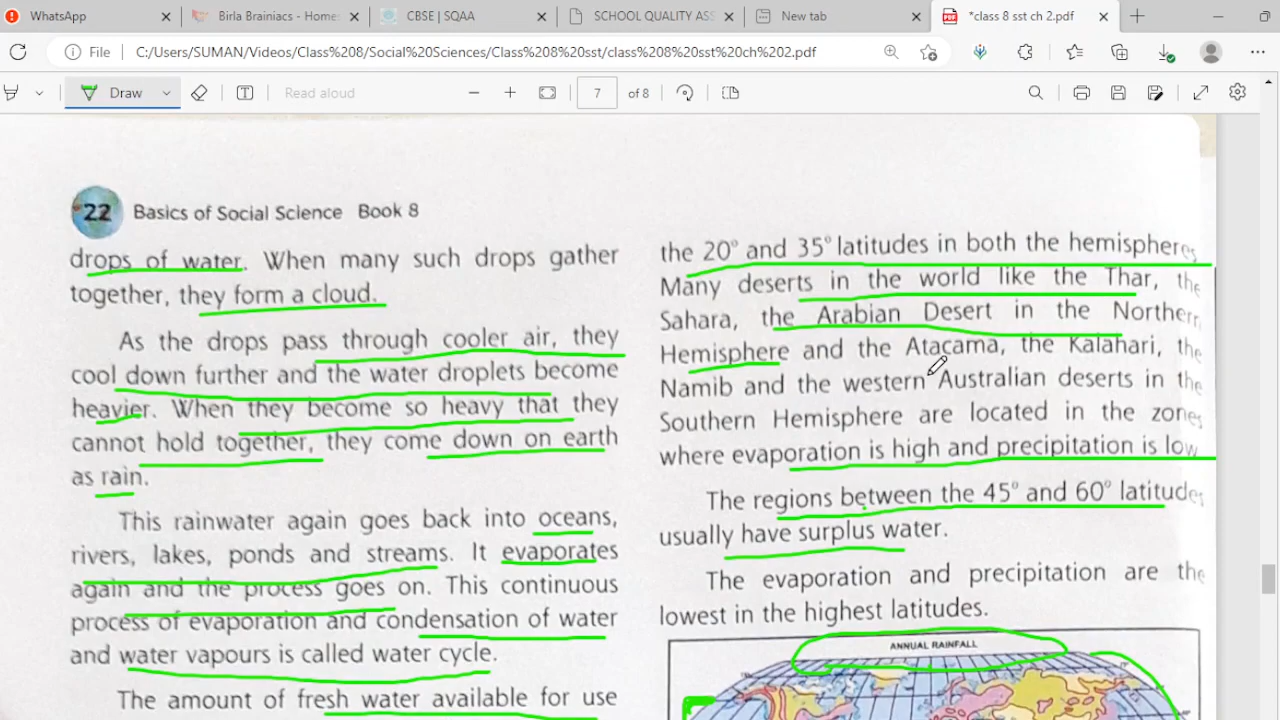 WhatsApp
Birla Brainiacs - Home:
CBSE | SQAA
SCHOOL QUALITY ASS
New tab
*class 8 sst ch 2.pdf
File
C:/Users/SUMAN/Videos/Class%208/Social%20Sciences/Class%208%20sst/class%208%20sst%20ch%202.pdf
Draw
Read aloud
7
of 8
22 Basics of Social Science Book 8
drops of water. When many such drops gather
together, they form a cloud.
As the drops pass through cooler air, they
cool down further and the water droplets become
heavier. When they become so heavy that they
cannot hold together, they come down on earth
as rain.
This rainwater again goes back into oceans,
rivers, lakes, ponds and streams. It evaporates
again and the process goes on. This continuous
process of evaporation and condensation of water
and water vapours is called water cycle.
The amount of fresh water available for use
the 20° and 35° latitudes in both the hemispheres
Many deserts in the world like the Thar, the
Sahara, the Arabian Desert in the Northern
Hemisphere and the Atacama, the Kalahari, the
Namib and the western Australian deserts in the
Southern Hemisphere are located in the zones
where evaporation is high and precipitation is low
The regions between the 45° and 60° latitudes
usually have surplus water.
The evaporation and precipitation are the
lowest in the highest latitudes.
ANNUAL RAINFALL